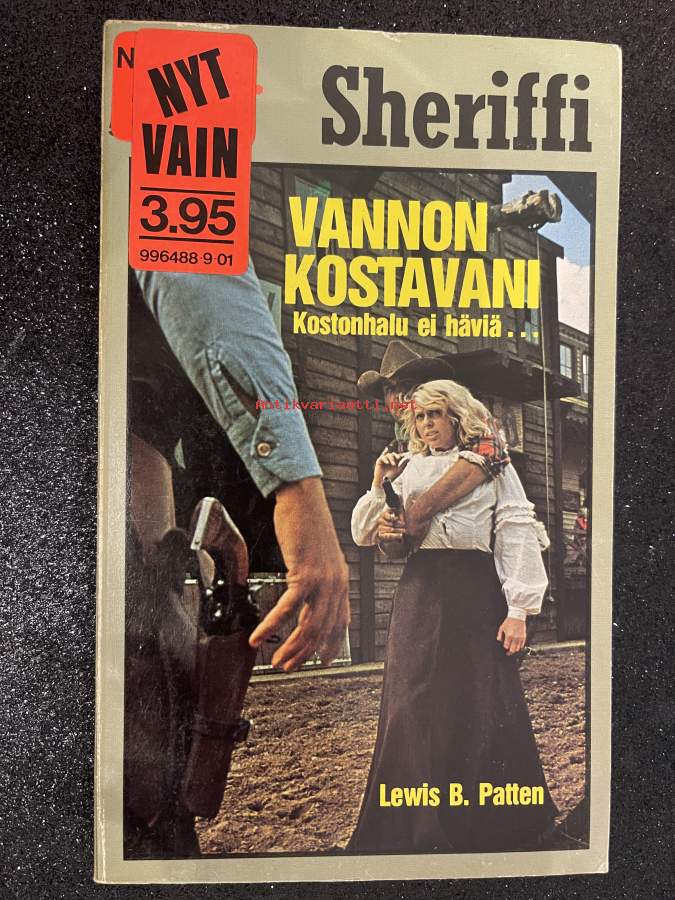 N
NYT
VAIN
3.95
996488·9·01
Sheriffi
VANNON
KOSTAVANI
Kostonhalu ei häviä...
Antikvariaatti.net
Lewis B. Patten